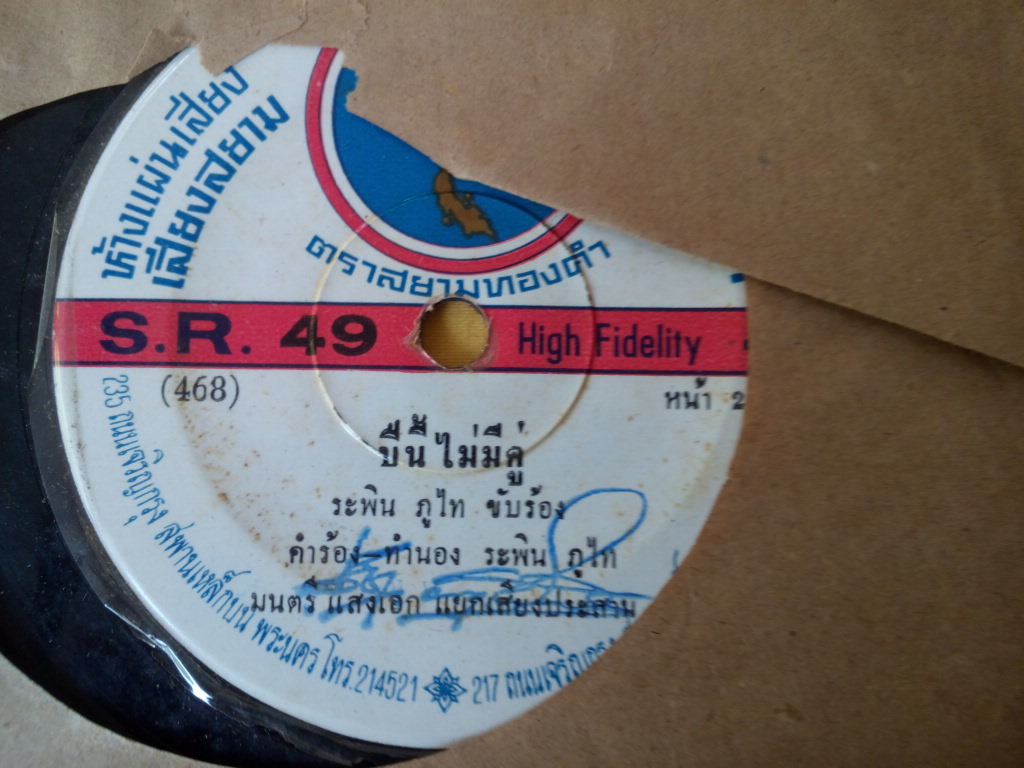 ห้างแผ่นเสียง
เสียงสยาม
ตราสยามทองคำ
S.R. 49
High Fidelity
(468)
หน้า 2
ปีนี้ ไม่มีคู่
ระพิน ภูไท ขับร้อง
คำร้อง-ทำนอง ระพิน ภูไท
มนตรี แสงเอก แยกเสียงประสาน
235 ถนนเจริญกรุง สพานเหล็กบน พระนคร โทร. 214521
217 ถนนเจริญกรุง